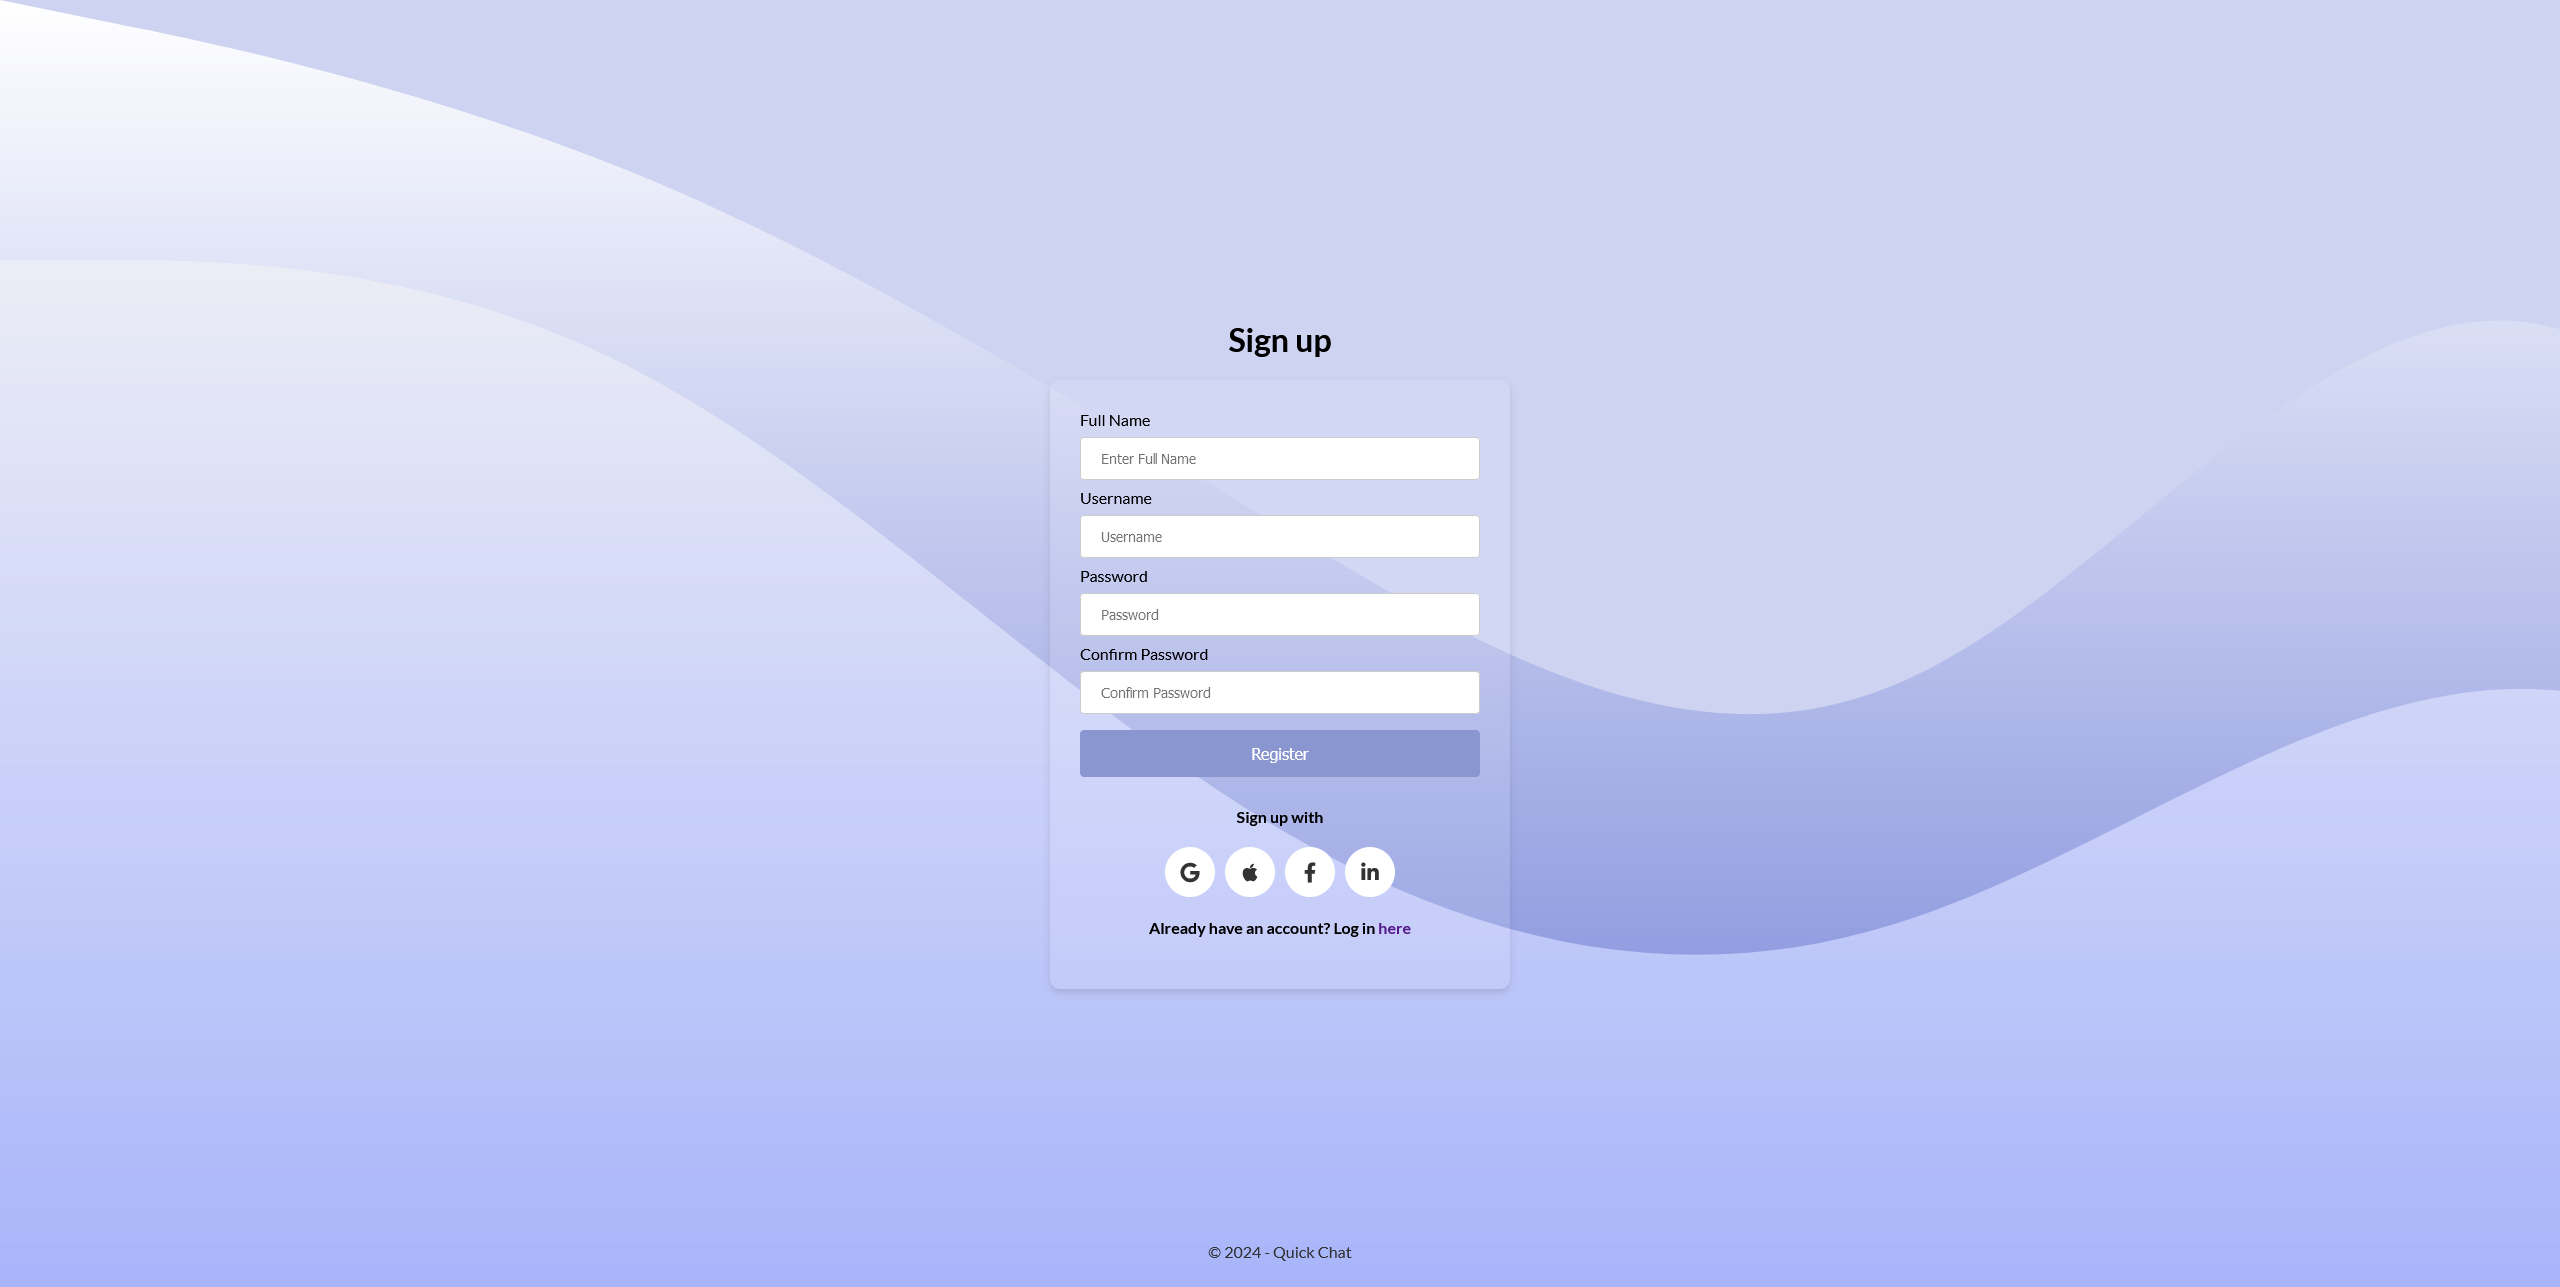 Sign up
Full Name
Enter Full Name
Username
Username
Password
Password
Confirm Password
Confirm Password
Register
Sign up with
Already have an account? Log in here
© 2024 - Quick Chat